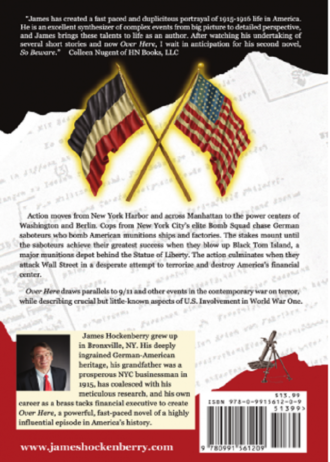 "James has created a fast paced and duplicitous portrayal of 1915-1916 life in America.
He is an excellent synthesizer of complex events from big picture to detailed perspective,
and James brings these talents to life as an author. After watching his undertaking of
several short stories and now Over Here, I wait in anticipation for his second novel,
So Beware." Colleen Nugent of HN Books, LLC
Action moves from New York Harbor and across Manhattan to the power centers of
Washington and Berlin. Cops from New York City's elite Bomb Squad chase German
saboteurs who bomb American munitions ships and factories. The stakes mount until
the saboteurs achieve their greatest success when they blow up Black Tom Island, a
major munitions depot behind the Statue of Liberty. The action culminates when they
attack Wall Street in a desperate attempt to terrorize and destroy America's financial
center.
Over Here draws parallels to 9/11 and other events in the contemporary war on terror,
while describing crucial but little-known aspects of U.S. Involvement in World War One.
James Hockenberry grew up
in Bronxville, NY. His deeply
ingrained German-American
heritage, his grandfather was a
prosperous NYC businessman in
1915, has coalesced with his
meticulous research, and his own
career as a brass tacks financial executive to create
Over Here, a powerful, fast-paced novel of a highly
influential episode in America's history.
www.jameshockenberry.com
$13.99
ISBN 978-0-9915612-0-9
51399
9 780991 561209